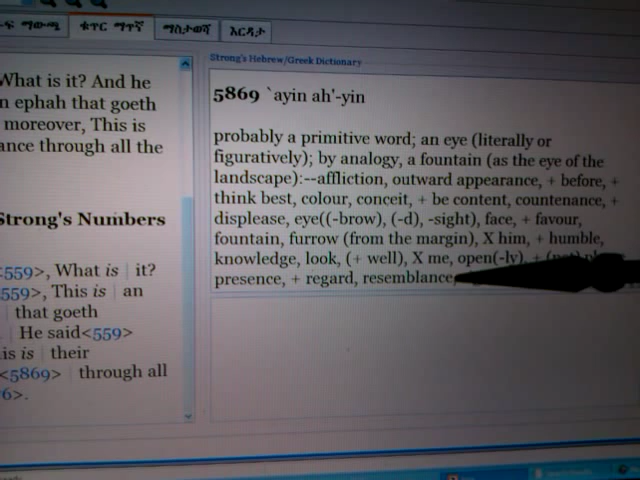 ማውጫ
ቁጥር ማጥኛ
ማስታወሻ
እርዳታ
What is it? And he
n ephah that goeth
moreover, This is
ance through all the
Strong's Numbers
<559>, What is | it?
559>, This is | an
| that goeth
| He said<559>
is is | their
<5869> | through all
6>.
Strong's Hebrew/Greek Dictionary
5869 `ayin ah'-yin
probably a primitive word; an eye (literally or
figuratively); by analogy, a fountain (as the eye of the
landscape):--affliction, outward appearance, + before, +
think best, colour, conceit, + be content, countenance, +
displease, eye((-brow), (-d), -sight), face, + favour,
fountain, furrow (from the margin), X him, + humble,
knowledge, look, (+ well), X me, open(-ly), +
presence, + regard, resemblance,